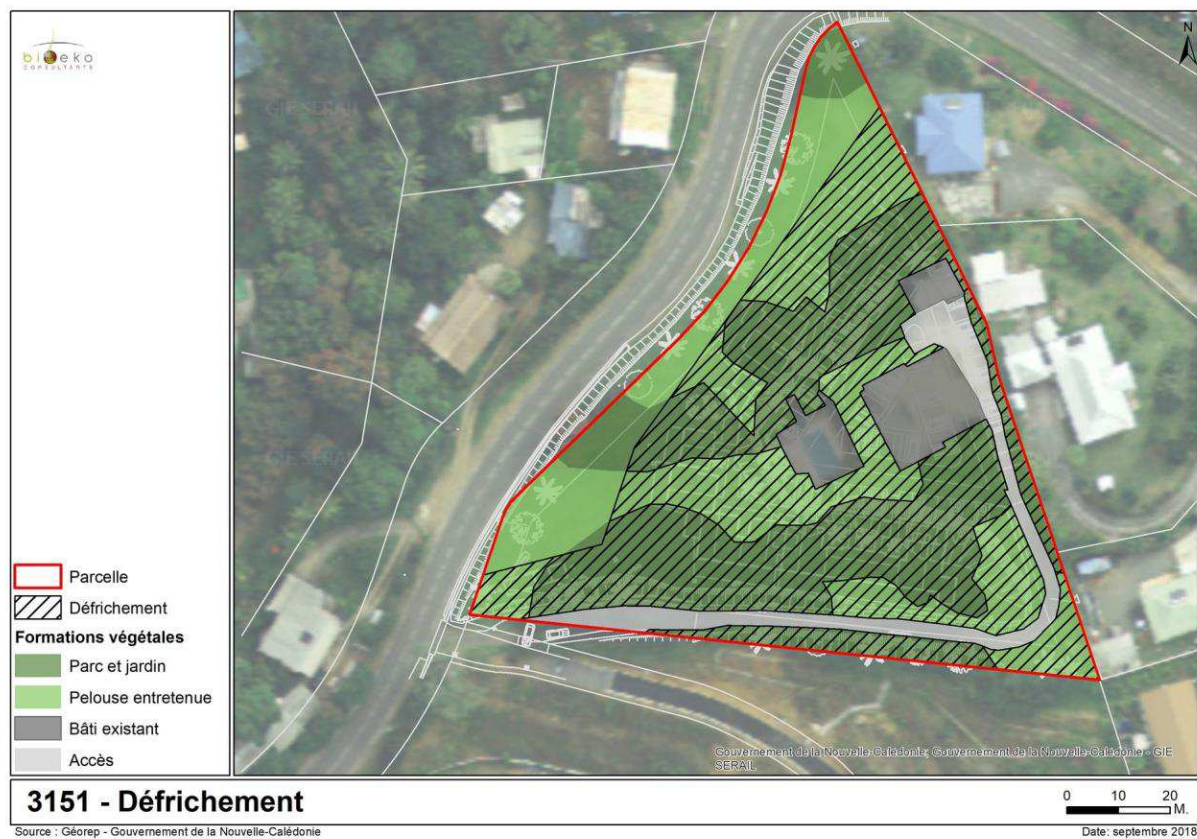 bioeko
CONSULTANTS
N
GIE SERAIL
GIE SERAIL
Parcelle
Défrichement
Formations végétales
Parc et jardin
Pelouse entretenue
Bâti existant
Accès
Gouvernement de la Nouvelle-Calédonie, Gouvernement de la Nouvelle-Calédonie - GIE
SERAIL
3151 - Défrichement
0 10 20
M.
Source : Géorep - Gouvernement de la Nouvelle-Calédonie
Date: septembre 2018